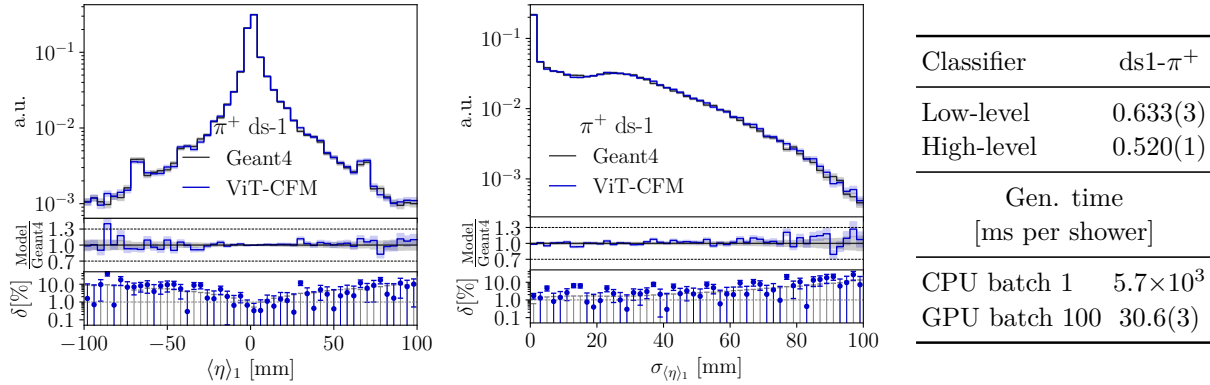 a.u.
10⁻¹
10⁻²
10⁻³
π⁺ ds-1
Geant4
ViT-CFM
Model
Geant4
1.3
1.0
0.7
δ[%]
10.0
1.0
0.1
−100 −50 0 50 100
⟨η⟩₁ [mm]
a.u.
10⁻¹
10⁻²
10⁻³
π⁺ ds-1
Geant4
ViT-CFM
Model
Geant4
1.3
1.0
0.7
δ[%]
10.0
1.0
0.1
0 20 40 60 80 100
σ⟨η⟩₁ [mm]
Classifier ds1-π⁺
Low-level 0.633(3)
High-level 0.520(1)
Gen. time
[ms per shower]
CPU batch 1 5.7×10³
GPU batch 100 30.6(3)